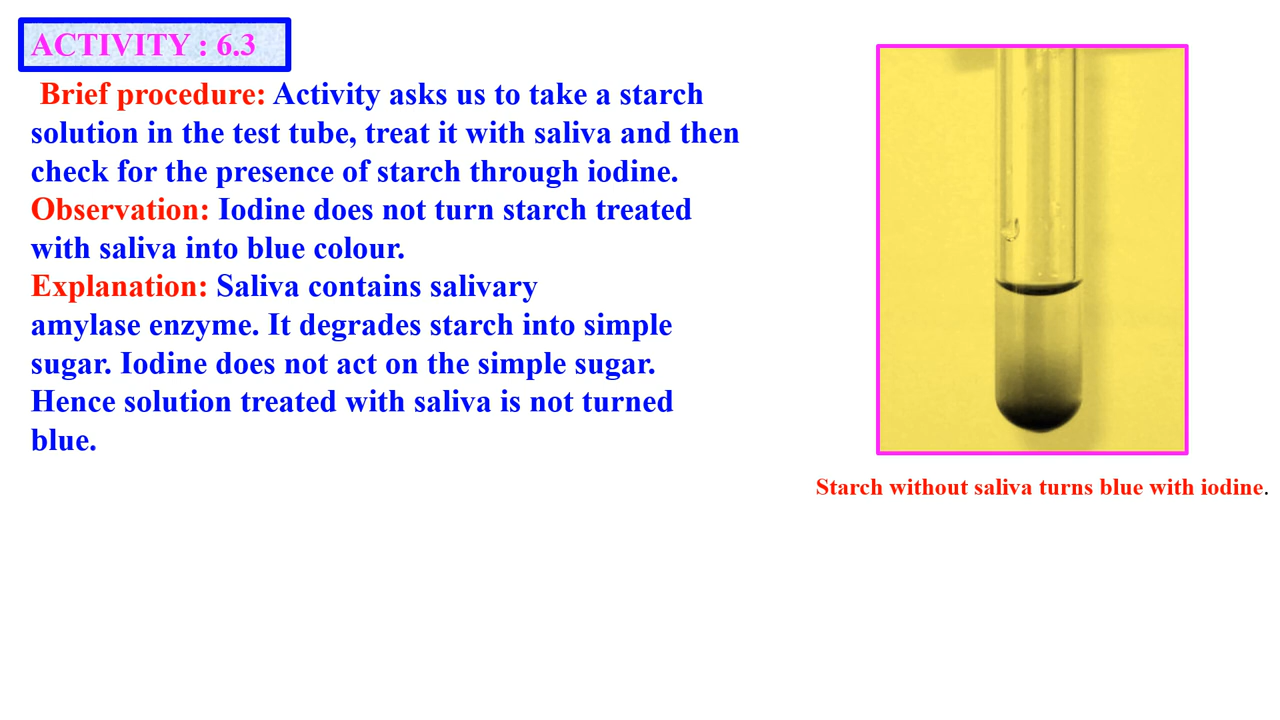 ACTIVITY : 6.3
Brief procedure: Activity asks us to take a starch
solution in the test tube, treat it with saliva and then
check for the presence of starch through iodine.
Observation: Iodine does not turn starch treated
with saliva into blue colour.
Explanation: Saliva contains salivary
amylase enzyme. It degrades starch into simple
sugar. Iodine does not act on the simple sugar.
Hence solution treated with saliva is not turned
blue.
Starch without saliva turns blue with iodine.